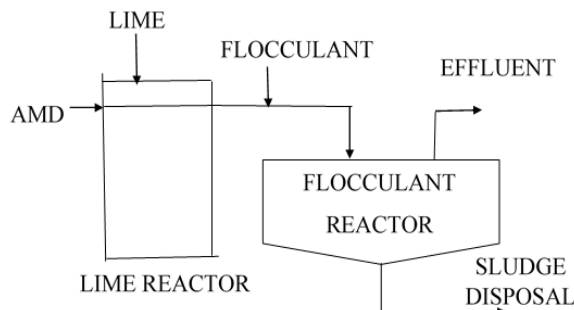 LIME
FLOCCULANT
EFFLUENT
AMD
FLOCCULANT
REACTOR
LIME REACTOR
SLUDGE
DISPOSAL